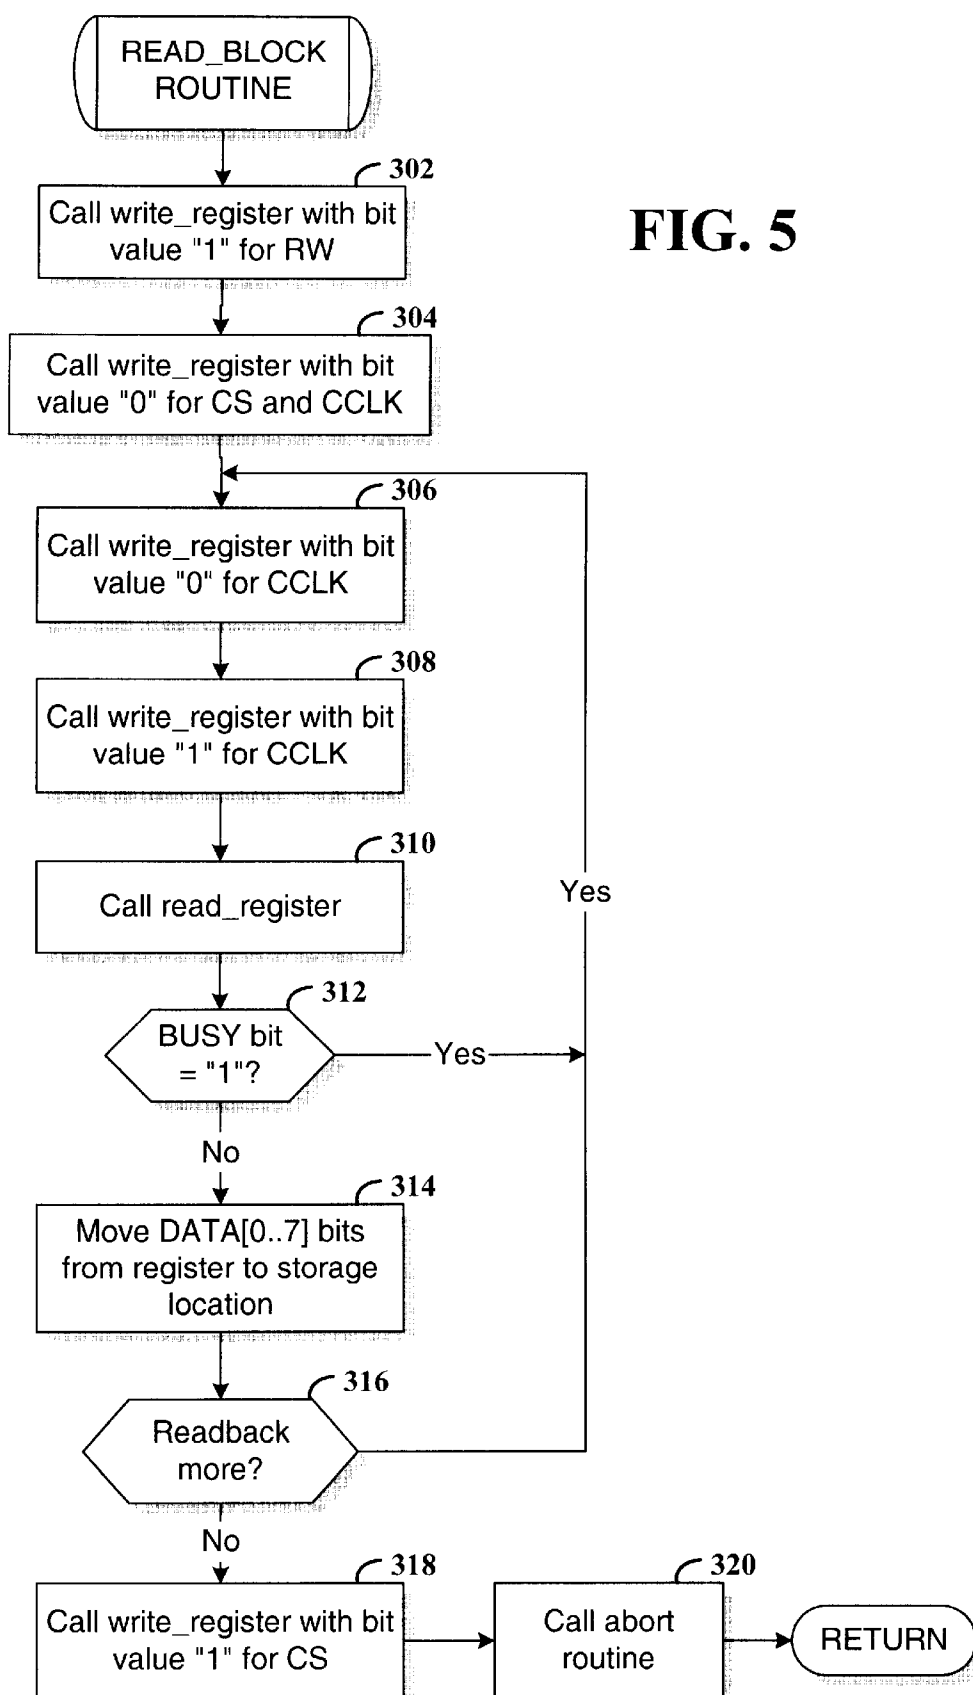 READ_BLOCK
ROUTINE
302
Call write_register with bit
value "1" for RW
FIG. 5
304
Call write_register with bit
value "0" for CS and CCLK
306
Call write_register with bit
value "0" for CCLK
308
Call write_register with bit
value "1" for CCLK
310
Call read_register
Yes
312
BUSY bit
= "1"?
Yes
No
314
Move DATA[0..7] bits
from register to storage
location
316
Readback
more?
No
318
Call write_register with bit
value "1" for CS
320
Call abort
routine
RETURN